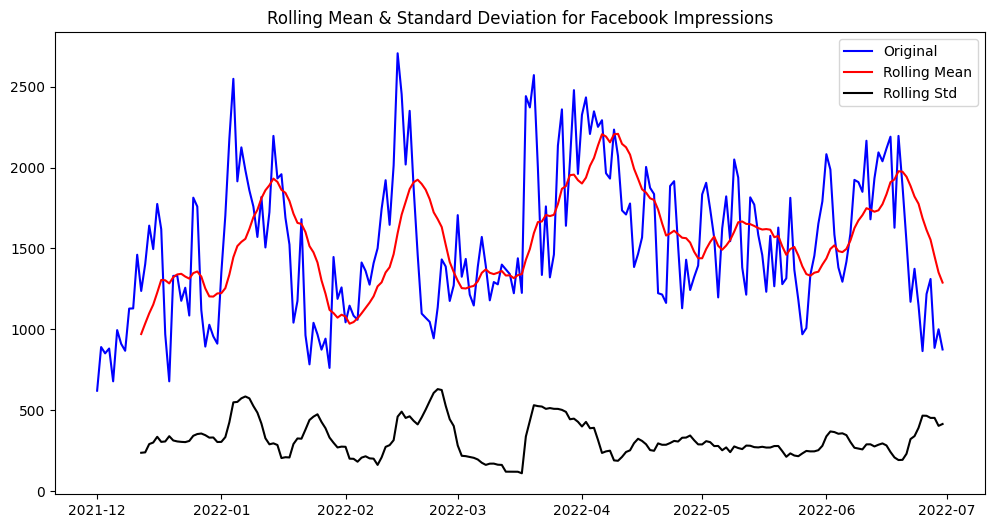 Rolling Mean & Standard Deviation for Facebook Impressions
Original
Rolling Mean
Rolling Std
2500
2000
1500
1000
500
0
2021-12 2022-01 2022-02 2022-03 2022-04 2022-05 2022-06 2022-07